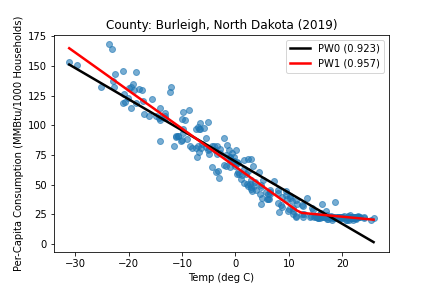 County: Burleigh, North Dakota (2019)
PW0 (0.923)
PW1 (0.957)
Per-Capita Consumption (MMBtu/1000 Households)
175
150
125
100
75
50
25
0
−30 −20 −10 0 10 20
Temp (deg C)